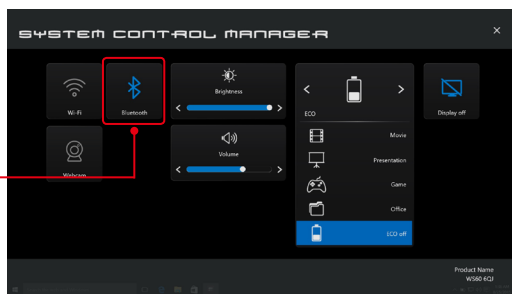 SYSTEM CONTROL MANAGER
Wi-Fi
Bluetooth
Brightness
ECO
Display off
Webcam
Volume
Movie
Presentation
Game
Office
ECO off
Product Name
WS60 6QJ